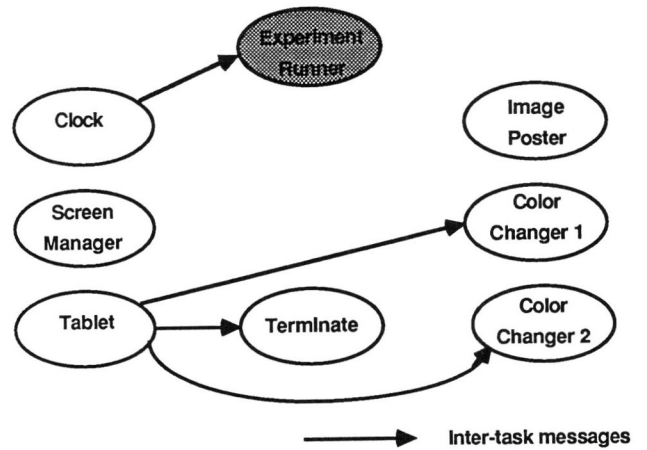 Experiment
Runner
Clock
Image
Poster
Screen
Manager
Color
Changer 1
Tablet
Terminate
Color
Changer 2
Inter-task messages